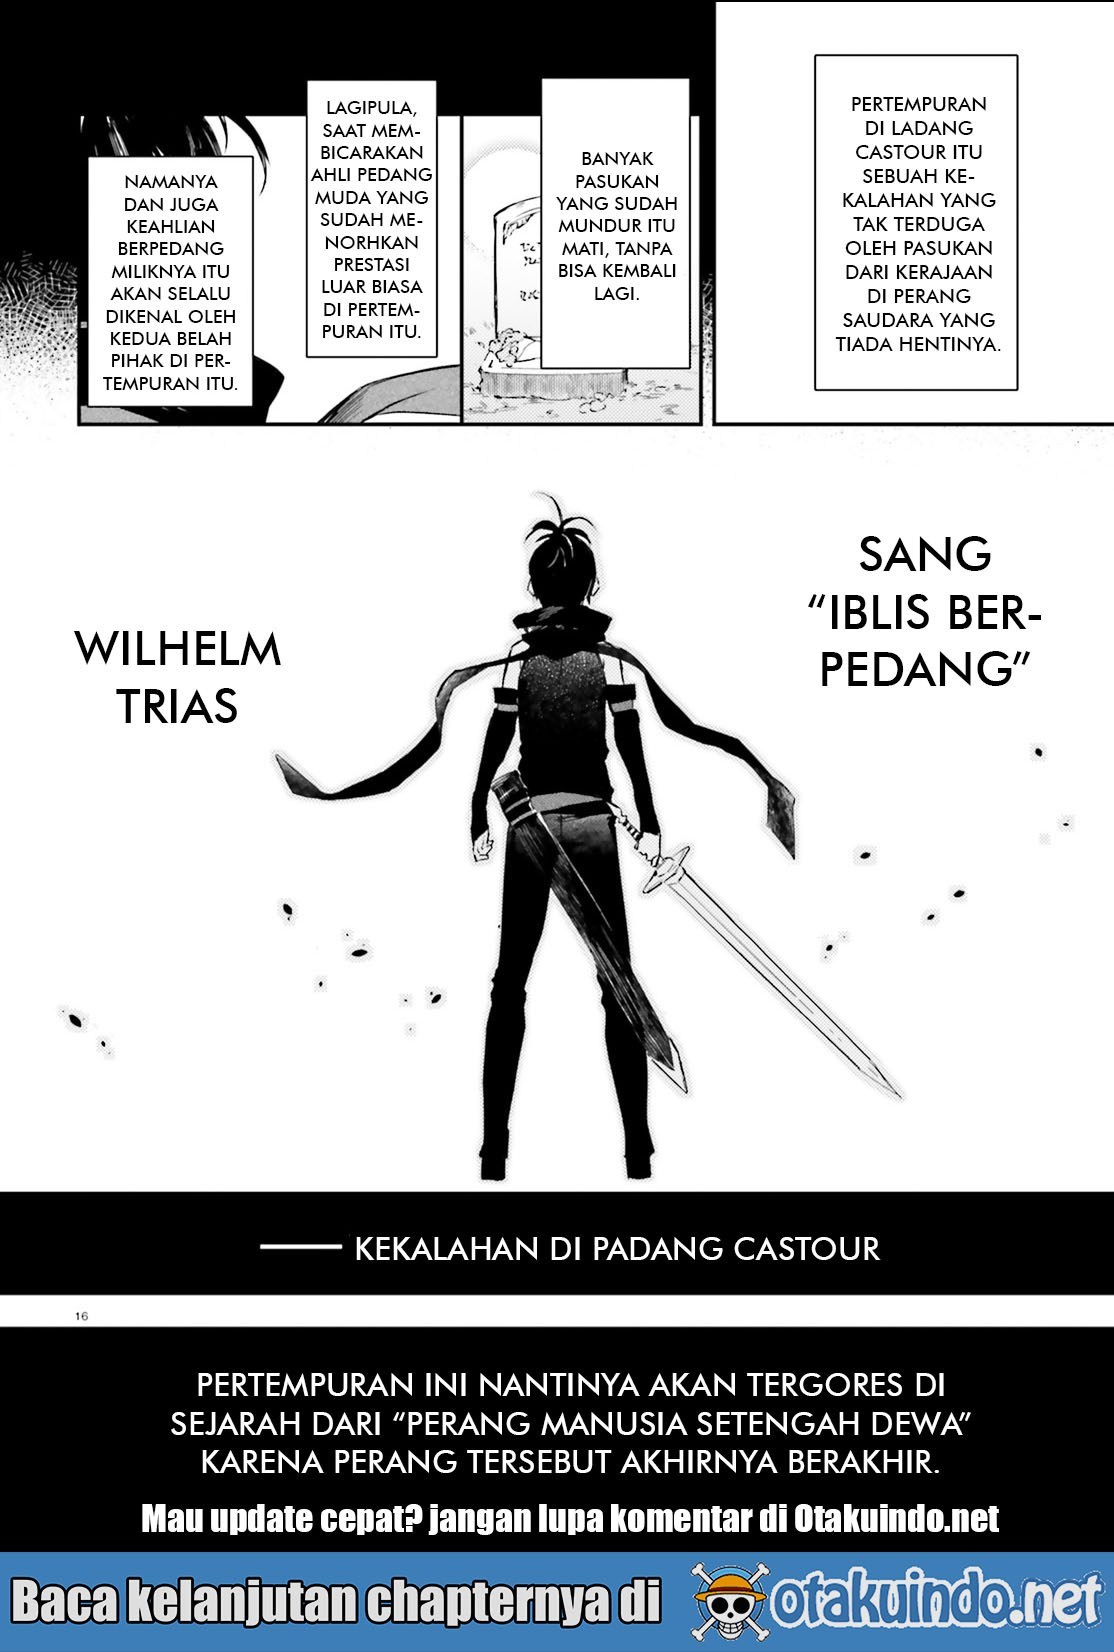 PERTEMPURAN
DI LADANG
CASTOUR ITU
SEBUAH KE-
KALAHAN YANG
TAK TERDUGA
OLEH PASUKAN
DARI KERAJAAN
DI PERANG
SAUDARA YANG
TIADA HENTINYA.
BANYAK
PASUKAN
YANG SUDAH
MUNDUR ITU
MATI, TANPA
BISA KEMBALI
LAGI.
LAGIPULA,
SAAT MEM-
BICARAKAN
AHLI PEDANG
MUDA YANG
SUDAH ME-
NORHKAN
PRESTASI
LUAR BIASA
DI PERTEM-
PURAN ITU.
NAMANYA
DAN JUGA
KEAHLIAN
BERPEDANG
MILIKNYA ITU
AKAN SELALU
DIKENAL OLEH
KEDUA BELAH
PIHAK DI PER-
TEMPURAN ITU.
SANG
“IBLIS BER-
PEDANG”
WILHELM
TRIAS
—— KEKALAHAN DI PADANG CASTOUR
16
PERTEMPURAN INI NANTINYA AKAN TERGORES DI
SEJARAH DARI “PERANG MANUSIA SETENGAH DEWA”
KARENA PERANG TERSEBUT AKHIRNYA BERAKHIR.
Mau update cepat? jangan lupa komentar di Otakuindo.net
Baca kelanjutan chapternya di otakuindo.net